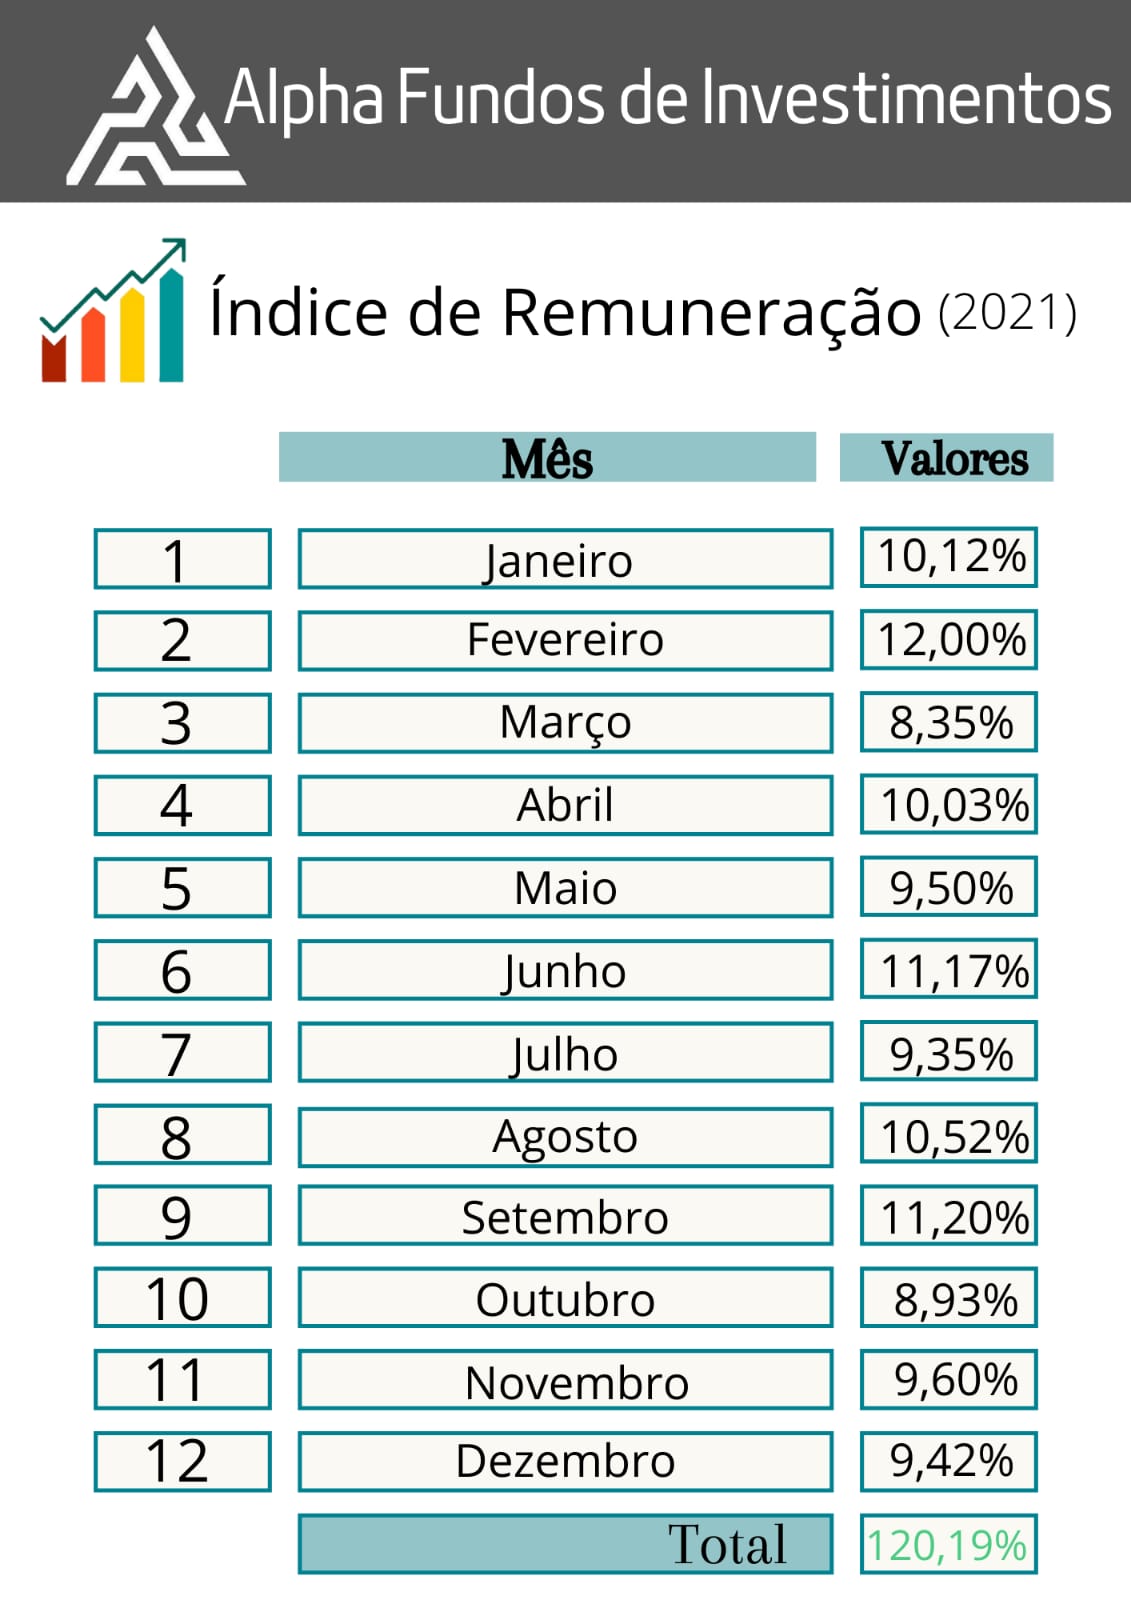 Alpha Fundos de Investimentos
Índice de Remuneração (2021)
Mês Valores
1 Janeiro 10,12%
2 Fevereiro 12,00%
3 Março 8,35%
4 Abril 10,03%
5 Maio 9,50%
6 Junho 11,17%
7 Julho 9,35%
8 Agosto 10,52%
9 Setembro 11,20%
10 Outubro 8,93%
11 Novembro 9,60%
12 Dezembro 9,42%
Total 120,19%